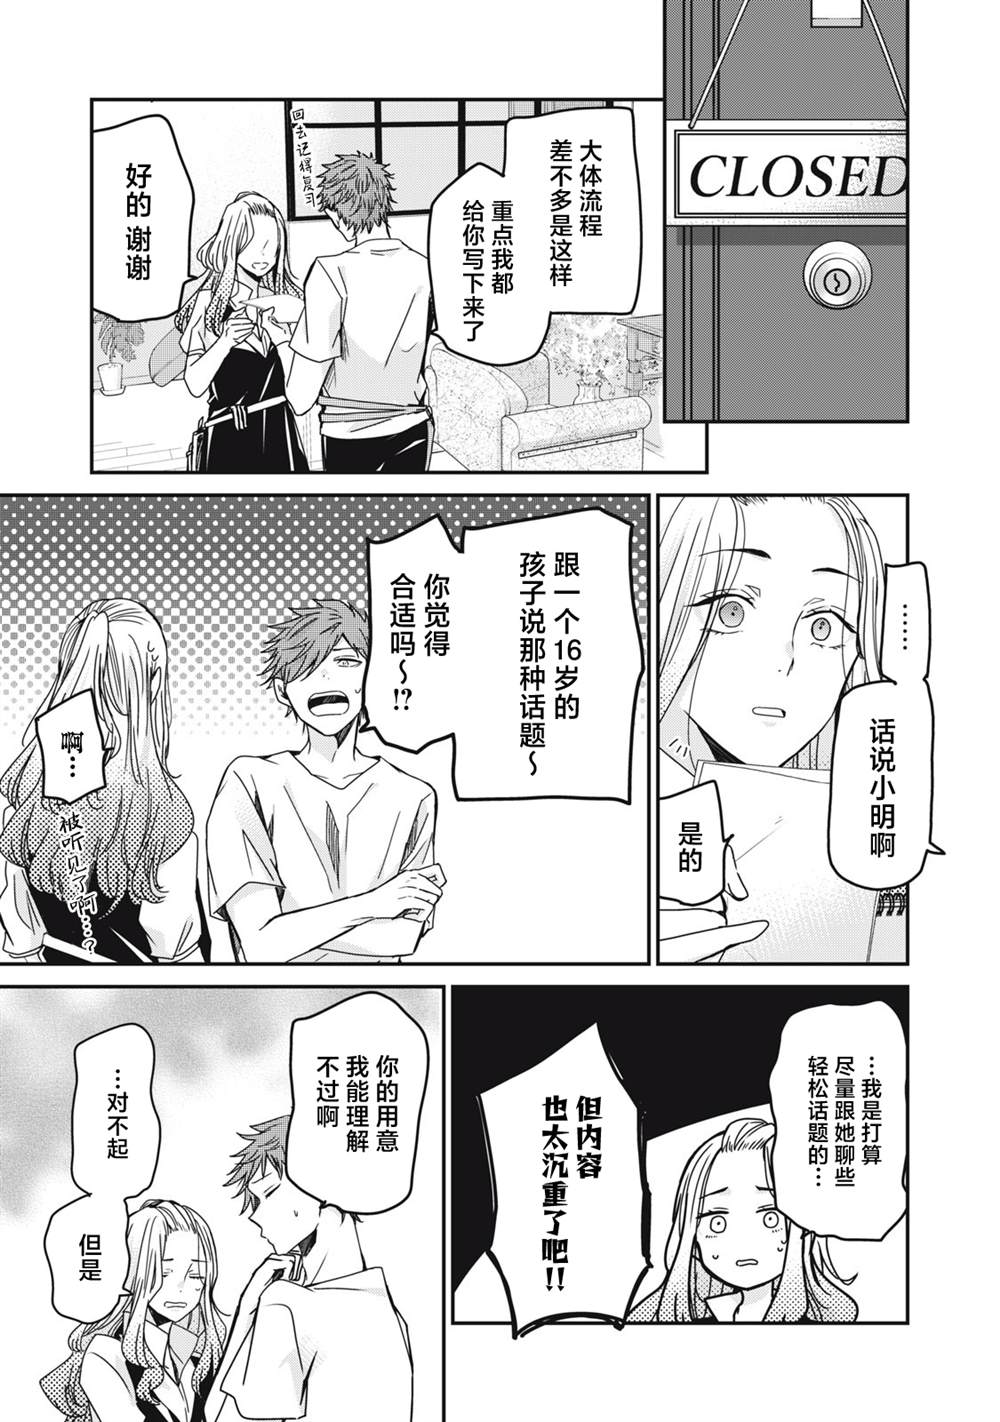 CLOSED
大体流程
差不多是这样
重点我都
给你写下来了
回去记得复习
好的 谢谢
……
话说小明啊
是的
跟一个16岁的
孩子说那种话题～
你觉得
合适吗～!?
啊…
被听见了啊…?
…我是打算
尽量跟她聊些
轻松话题的…
但内容
也太沉重了吧!!
你的用意
我能理解
不过啊
…对不起
但是